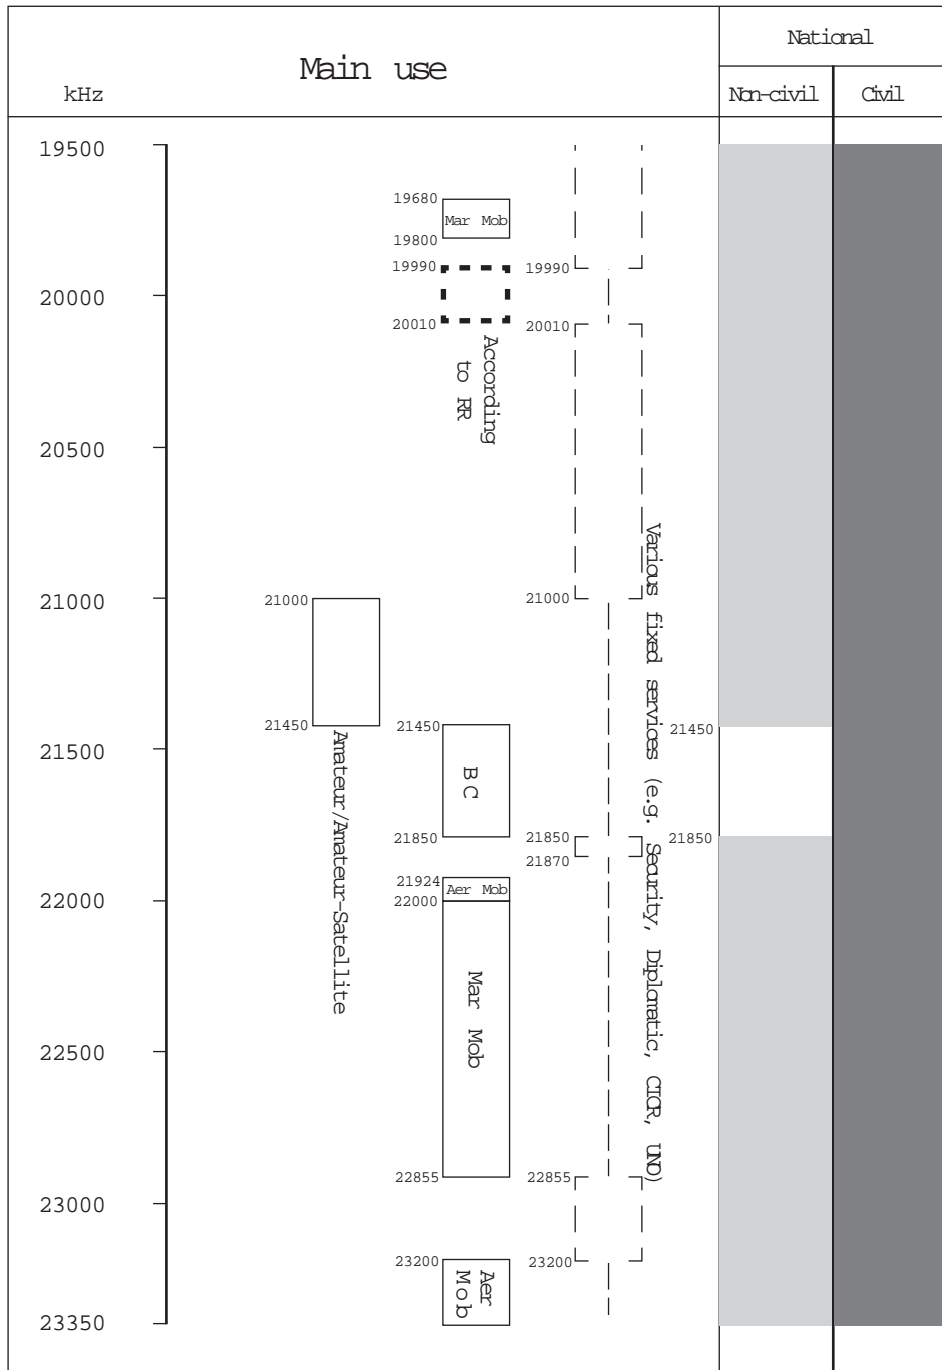 National
Main use
kHz
Non-civil
Civil
19500
19680
Mar Mob
19800
19990
19990
20000
20010
20010
According
to RR
20500
21000
21000
21000
21450
21450
21450
Amateur/Amateur-Satellite
21500
BC
Various fixed services (e.g. Security, Diplomatic, CICR, UNO)
21850
21850
21850
21870
21924
Aer Mob
22000
22000
Mar Mob
22500
22855
22855
23000
23200
23200
Aer
Mob
23350